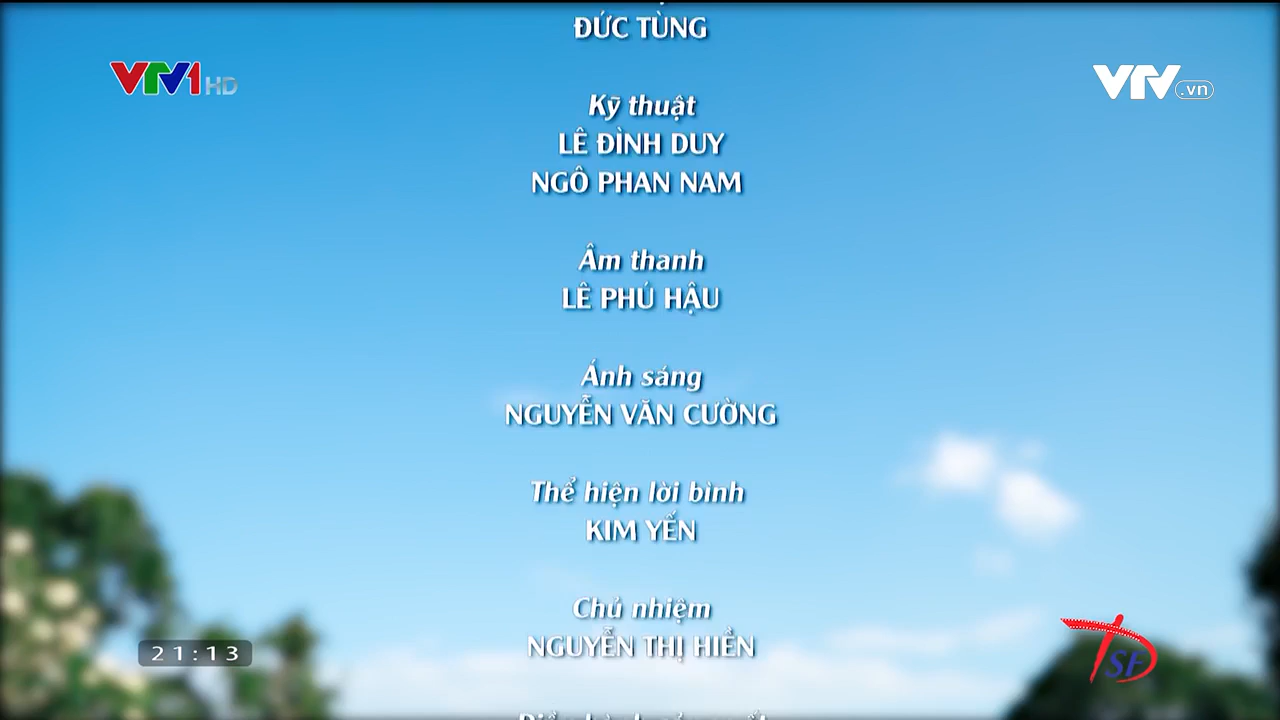 ĐỨC TÙNG
VTV1 HD
VTV.vn
Kỹ thuật
LÊ ĐÌNH DUY
NGÔ PHAN NAM
Âm thanh
LÊ PHÚ HẬU
Ánh sáng
NGUYỄN VĂN CƯỜNG
Thể hiện lời bình
KIM YẾN
Chủ nhiệm
NGUYỄN THỊ HIỀN
21:13
SF